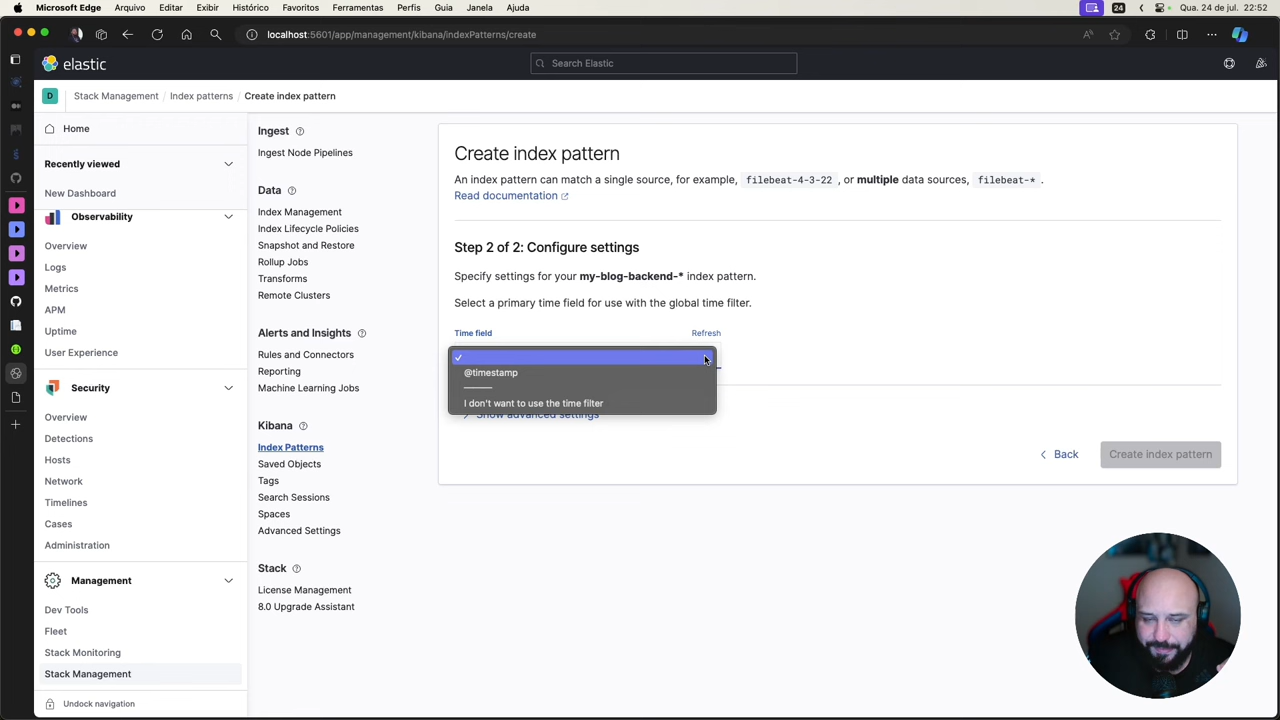 Microsoft Edge Arquivo Editar Exibir Histórico Favoritos Ferramentas Perfis Guia Janela Ajuda
24 Qua. 24 de jul. 22:52
localhost:5601/app/management/kibana/indexPatterns/create
elastic
Search Elastic
D Stack Management / Index patterns / Create index pattern
Home
Recently viewed
New Dashboard
Observability
Overview
Logs
Metrics
APM
Uptime
User Experience
Security
Overview
Detections
Hosts
Network
Timelines
Cases
Administration
Management
Dev Tools
Fleet
Stack Monitoring
Stack Management
Undock navigation
Ingest
Ingest Node Pipelines
Data
Index Management
Index Lifecycle Policies
Snapshot and Restore
Rollup Jobs
Transforms
Remote Clusters
Alerts and Insights
Rules and Connectors
Reporting
Machine Learning Jobs
Kibana
Index Patterns
Saved Objects
Tags
Search Sessions
Spaces
Advanced Settings
Stack
License Management
8.0 Upgrade Assistant
Create index pattern
An index pattern can match a single source, for example, filebeat-4-3-22 , or multiple data sources, filebeat-* .
Read documentation
Step 2 of 2: Configure settings
Specify settings for your my-blog-backend-* index pattern.
Select a primary time field for use with the global time filter.
Time field Refresh
@timestamp
I don't want to use the time filter
Show advanced settings
Back Create index pattern